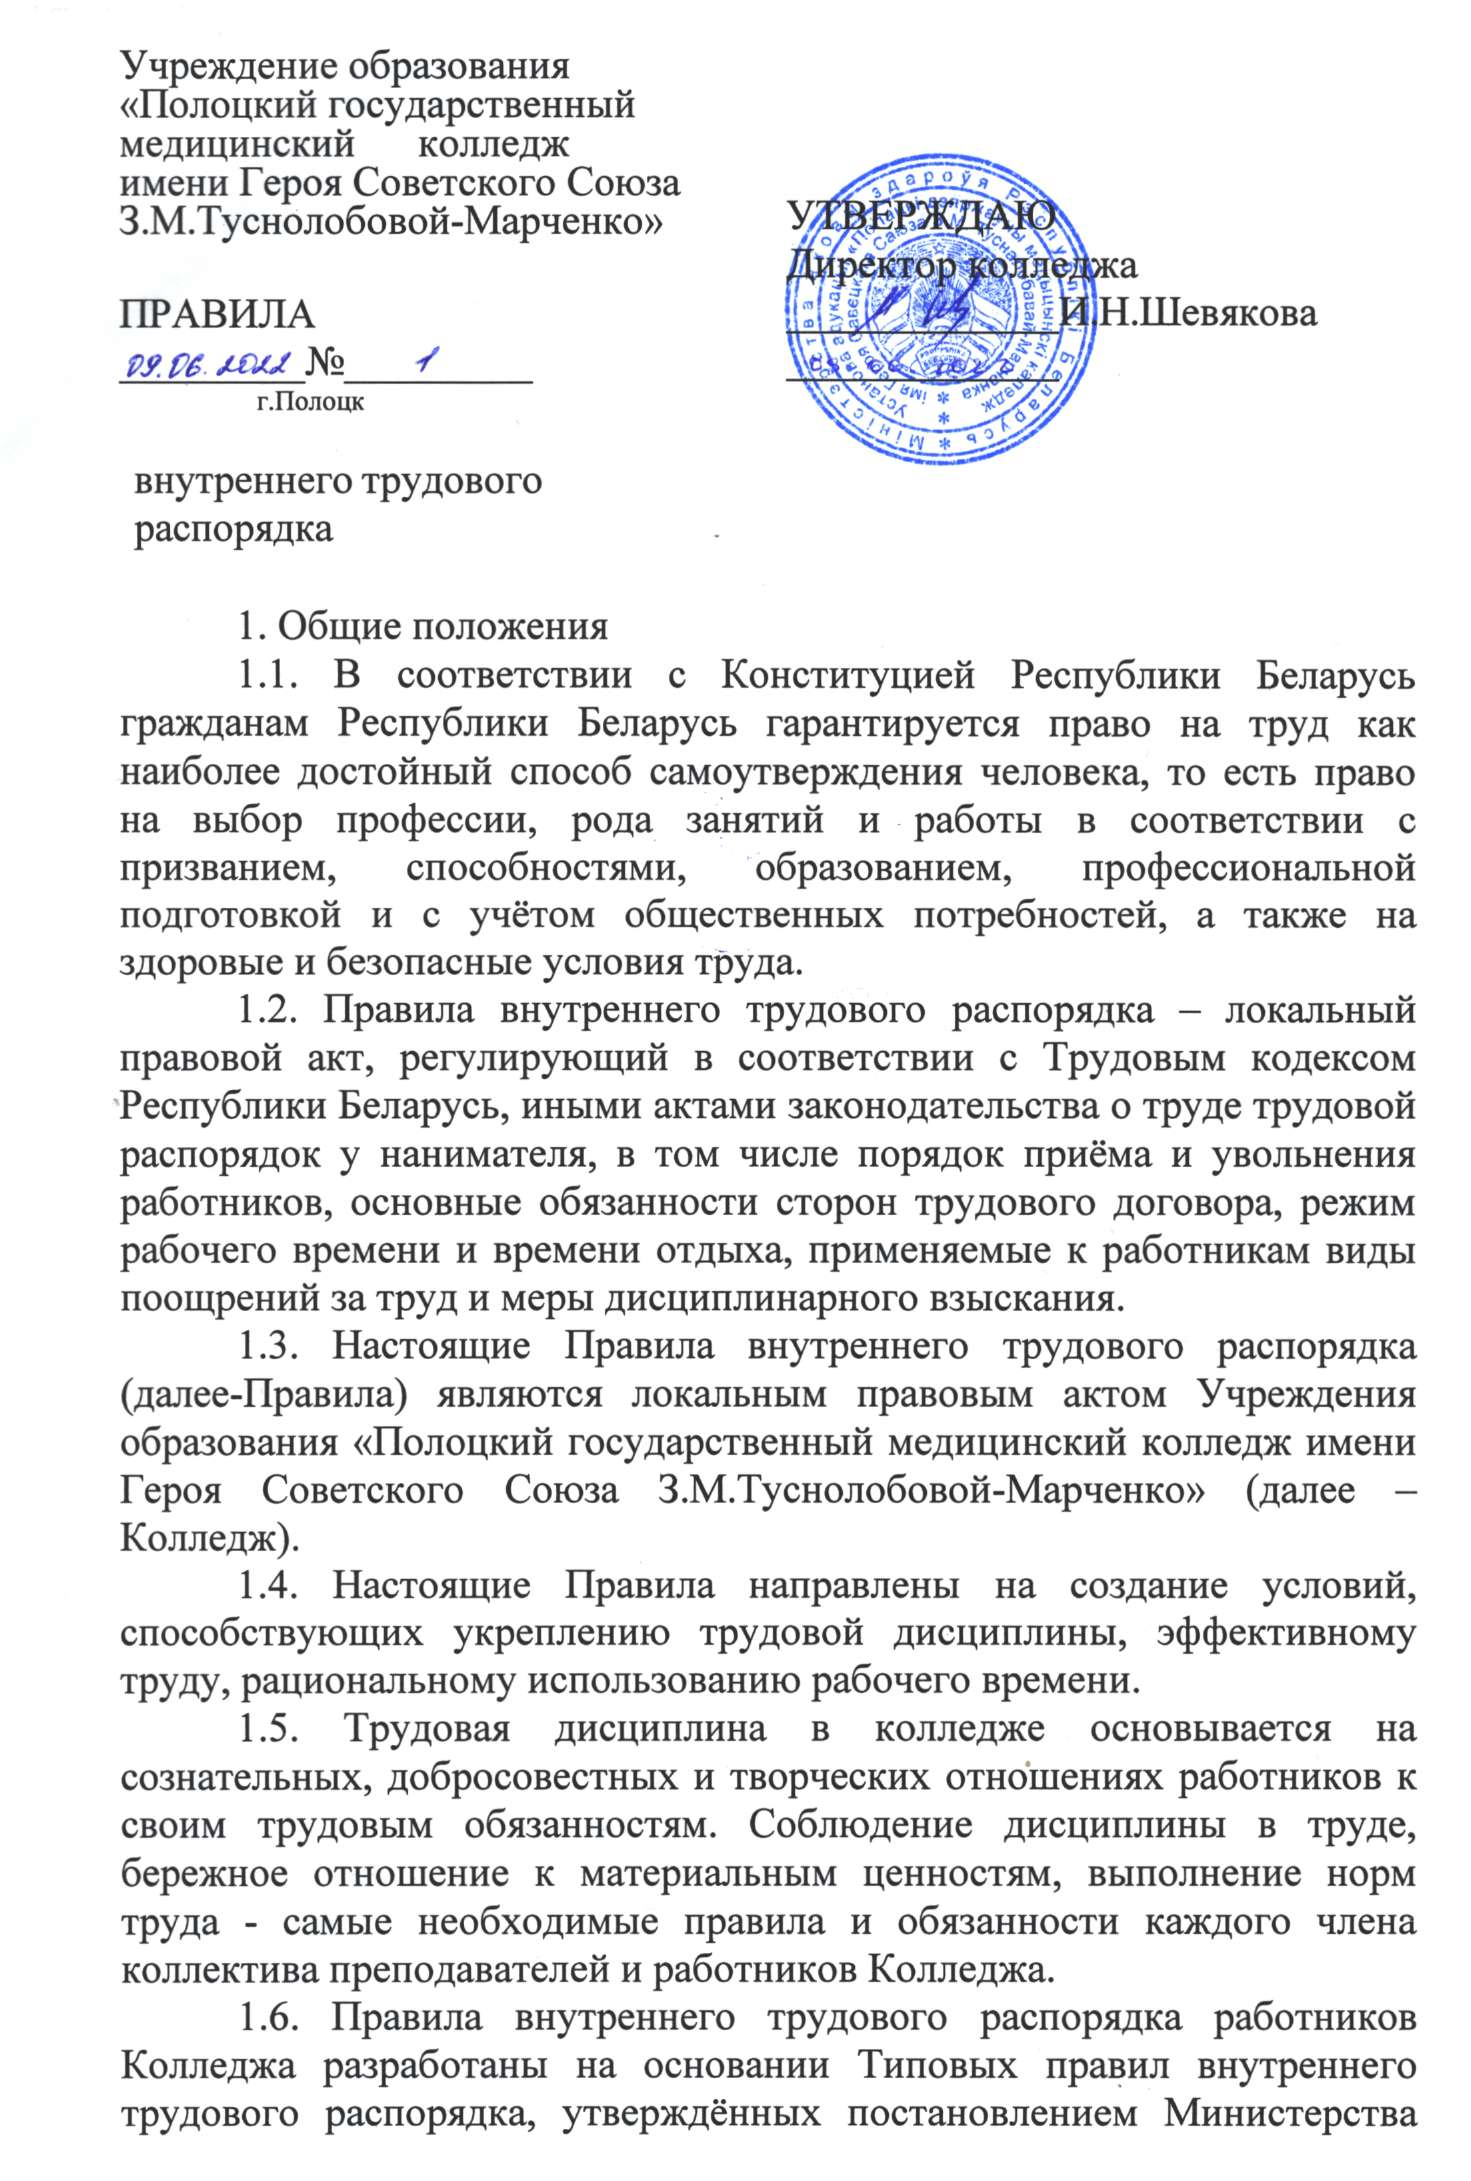 Учреждение образования
«Полоцкий государственный
медицинский колледж
имени Героя Советского Союза
З.М.Туснолобовой-Марченко»
ПРАВИЛА
09.06.2022 № 1
г.Полоцк
внутреннего трудового
распорядка
УТВЕРЖДАЮ
Директор колледжа
И.Н.Шевякова
Міністэрства аховы здароўя Рэспублікі Беларусь
1. Общие положения
1.1. В соответствии с Конституцией Республики Беларусь
гражданам Республики Беларусь гарантируется право на труд как
наиболее достойный способ самоутверждения человека, то есть право
на выбор профессии, рода занятий и работы в соответствии с
призванием, способностями, образованием, профессиональной
подготовкой и с учётом общественных потребностей, а также на
здоровые и безопасные условия труда.
1.2. Правила внутреннего трудового распорядка – локальный
правовой акт, регулирующий в соответствии с Трудовым кодексом
Республики Беларусь, иными актами законодательства о труде трудовой
распорядок у нанимателя, в том числе порядок приёма и увольнения
работников, основные обязанности сторон трудового договора, режим
рабочего времени и времени отдыха, применяемые к работникам виды
поощрений за труд и меры дисциплинарного взыскания.
1.3. Настоящие Правила внутреннего трудового распорядка
(далее-Правила) являются локальным правовым актом Учреждения
образования «Полоцкий государственный медицинский колледж имени
Героя Советского Союза З.М.Туснолобовой-Марченко» (далее –
Колледж).
1.4. Настоящие Правила направлены на создание условий,
способствующих укреплению трудовой дисциплины, эффективному
труду, рациональному использованию рабочего времени.
1.5. Трудовая дисциплина в колледже основывается на
сознательных, добросовестных и творческих отношениях работников к
своим трудовым обязанностям. Соблюдение дисциплины в труде,
бережное отношение к материальным ценностям, выполнение норм
труда - самые необходимые правила и обязанности каждого члена
коллектива преподавателей и работников Колледжа.
1.6. Правила внутреннего трудового распорядка работников
Колледжа разработаны на основании Типовых правил внутреннего
трудового распорядка, утверждённых постановлением Министерства